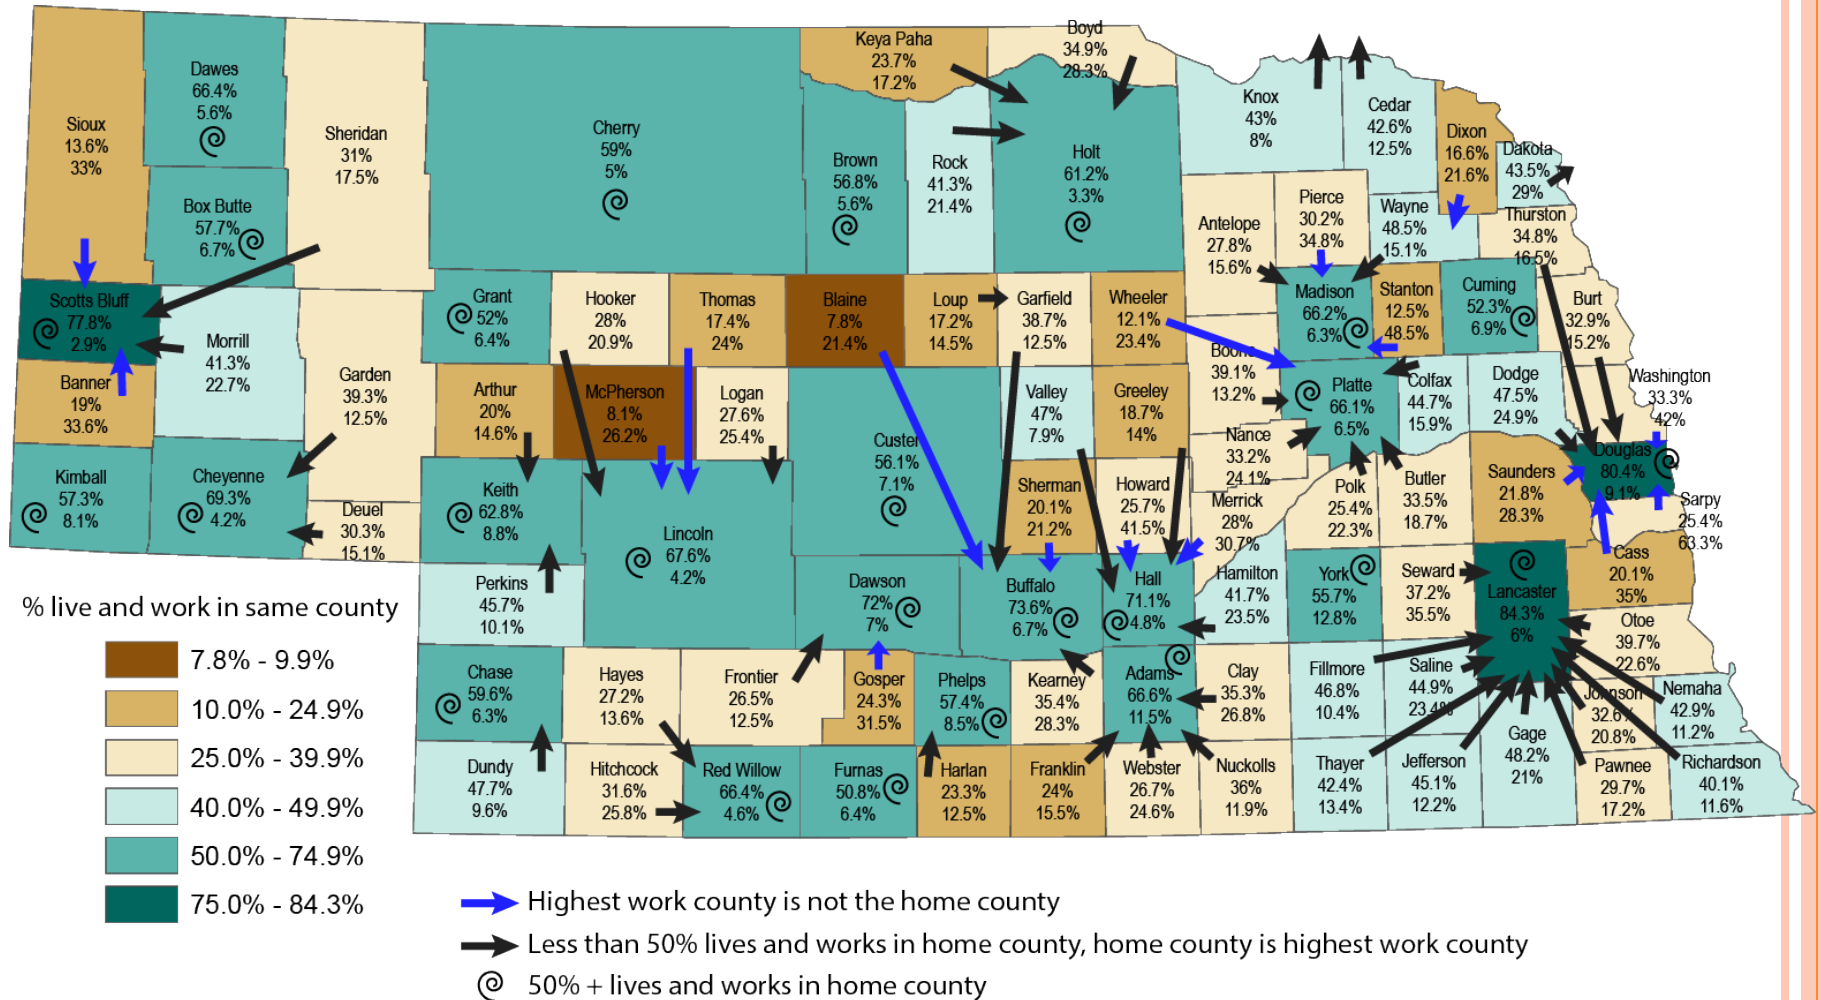 Keya Paha
23.7%
17.2%
Boyd
34.9%
28.3%
Dawes
66.4%
5.6%
Sioux
13.6%
33%
Sheridan
31%
17.5%
Cherry
59%
5%
Brown
56.8%
5.6%
Rock
41.3%
21.4%
Holt
61.2%
3.3%
Knox
43%
8%
Cedar
42.6%
12.5%
Dixon
16.6%
21.6%
Dakota
43.5%
29%
Box Butte
57.7%
6.7%
Antelope
27.8%
15.6%
Pierce
30.2%
34.8%
Wayne
48.5%
15.1%
Thurston
34.8%
16.5%
Scotts Bluff
77.8%
2.9%
Morrill
41.3%
22.7%
Garden
39.3%
12.5%
Grant
52%
6.4%
Hooker
28%
20.9%
Thomas
17.4%
24%
Blaine
7.8%
21.4%
Loup
17.2%
14.5%
Garfield
38.7%
12.5%
Wheeler
12.1%
23.4%
Madison
66.2%
6.3%
Stanton
12.5%
48.5%
Cuming
52.3%
6.9%
Burt
32.9%
15.2%
Banner
19%
33.6%
Arthur
20%
14.6%
McPherson
8.1%
26.2%
Logan
27.6%
25.4%
Custer
56.1%
7.1%
Valley
47%
7.9%
Greeley
18.7%
14%
Boone
39.1%
13.2%
Platte
66.1%
6.5%
Colfax
44.7%
15.9%
Dodge
47.5%
24.9%
Washington
33.3%
42%
Kimball
57.3%
8.1%
Cheyenne
69.3%
4.2%
Deuel
30.3%
15.1%
Keith
62.8%
8.8%
Lincoln
67.6%
4.2%
Sherman
20.1%
21.2%
Howard
25.7%
41.5%
Nance
33.2%
24.1%
Merrick
28%
30.7%
Polk
25.4%
22.3%
Butler
33.5%
18.7%
Saunders
21.8%
28.3%
Douglas
80.4%
9.1%
Sarpy
25.4%
63.3%
Perkins
45.7%
10.1%
Dawson
72%
7%
Buffalo
73.6%
6.7%
Hall
71.1%
4.8%
Hamilton
41.7%
23.5%
York
55.7%
12.8%
Seward
37.2%
35.5%
Lancaster
84.3%
6%
Cass
20.1%
35%
Otoe
39.7%
22.6%
Chase
59.6%
6.3%
Hayes
27.2%
13.6%
Frontier
26.5%
12.5%
Gosper
24.3%
31.5%
Phelps
57.4%
8.5%
Kearney
35.4%
28.3%
Adams
66.6%
11.5%
Clay
35.3%
26.8%
Fillmore
46.8%
10.4%
Saline
44.9%
23.4%
Johnson
32.6%
20.8%
Nemaha
42.9%
11.2%
Dundy
47.7%
9.6%
Hitchcock
31.6%
25.8%
Red Willow
66.4%
4.6%
Furnas
50.8%
6.4%
Harlan
23.3%
12.5%
Franklin
24%
15.5%
Webster
26.7%
24.6%
Nuckolls
36%
11.9%
Thayer
42.4%
13.4%
Jefferson
45.1%
12.2%
Gage
48.2%
21%
Pawnee
29.7%
17.2%
Richardson
40.1%
11.6%
% live and work in same county
7.8% - 9.9%
10.0% - 24.9%
25.0% - 39.9%
40.0% - 49.9%
50.0% - 74.9%
75.0% - 84.3%
Highest work county is not the home county
Less than 50% lives and works in home county, home county is highest work county
50% + lives and works in home county